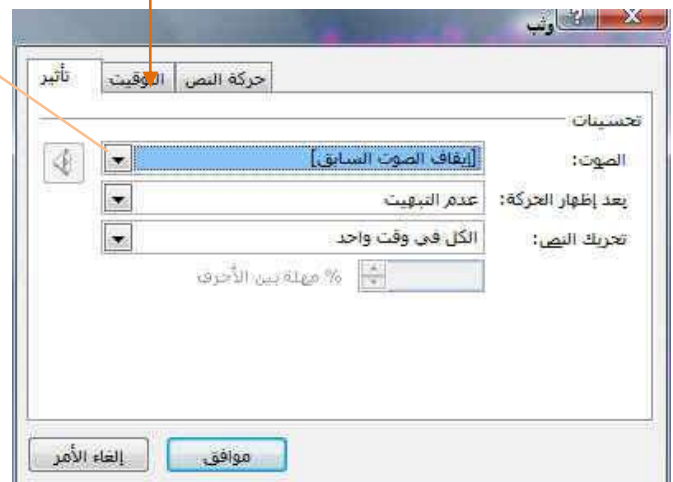 وثب
تأثير التوقيت حركة النص
تحسينات
الصوت: [إيقاف الصوت السابق]
بعد إظهار الحركة: عدم التبهيت
تحريك النص: الكل في وقت واحد
% مهلة بين الأحرف
موافق إلغاء الأمر